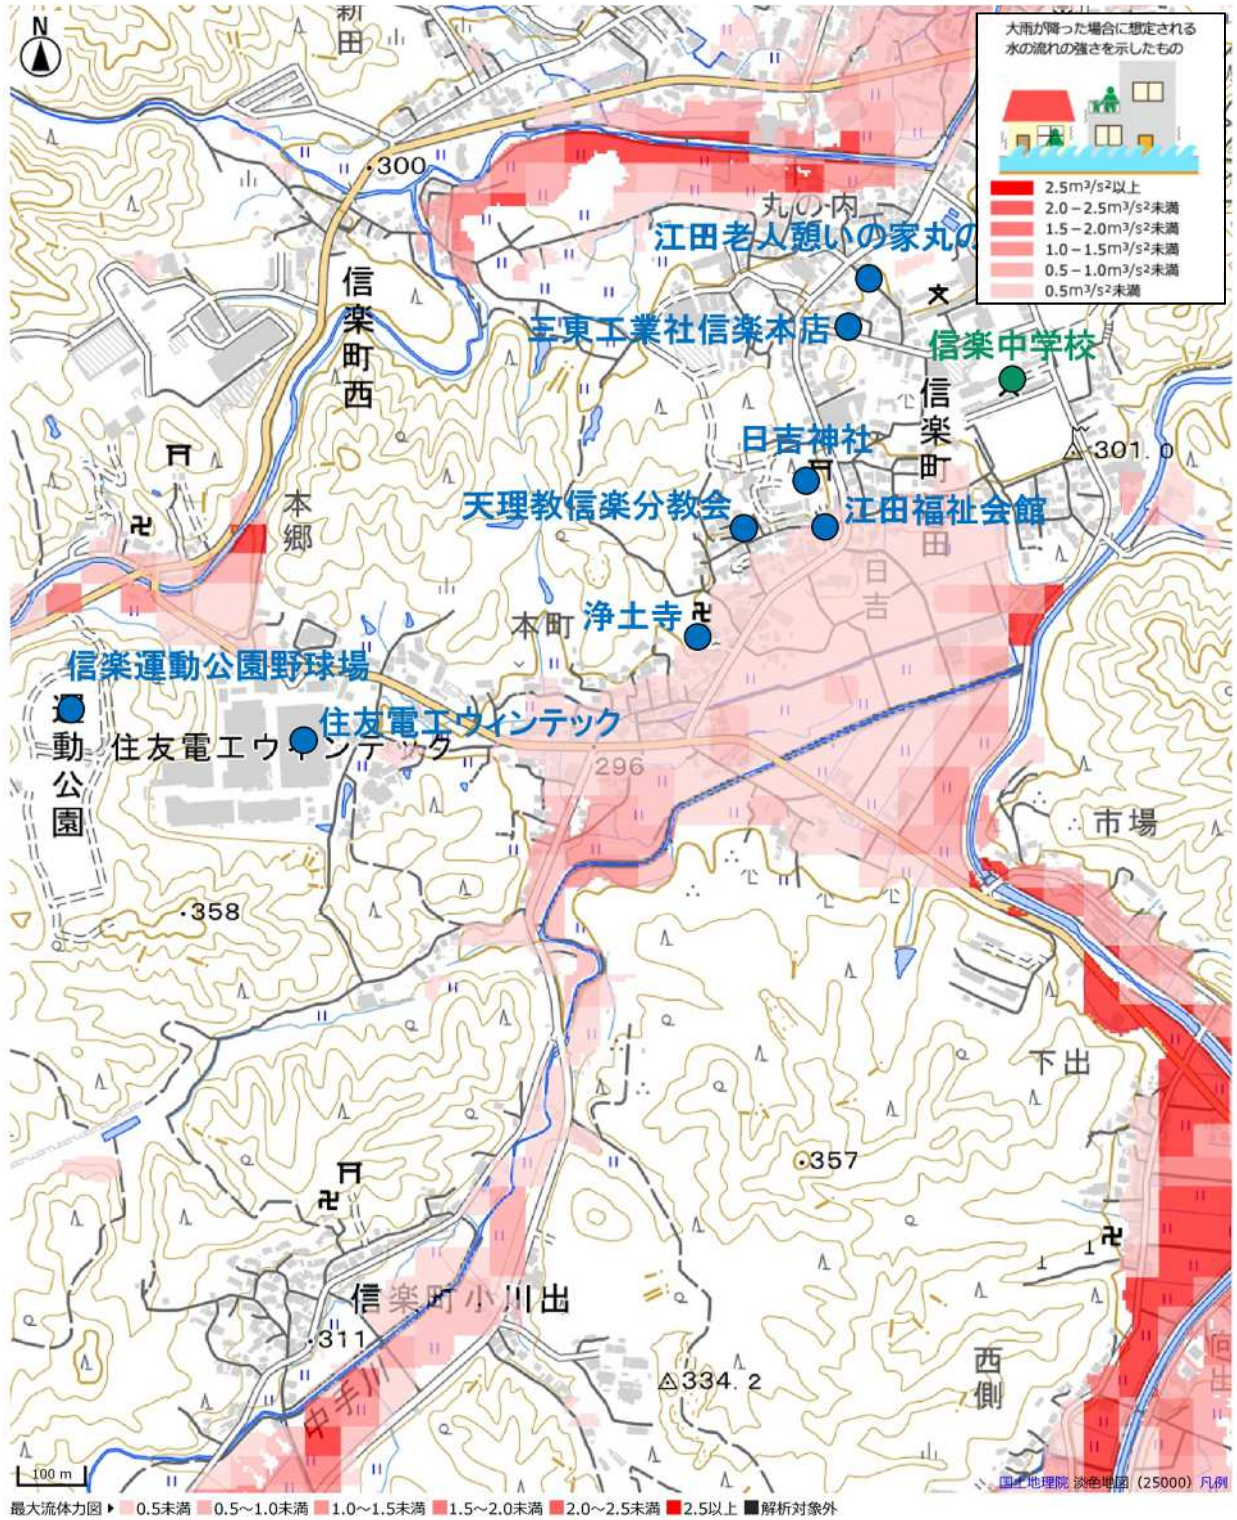 N
新田
大雨が降った場合に想定される
水の流れの強さを示したもの
2.5m³/s²以上
2.0－2.5m³/s²未満
1.5－2.0m³/s²未満
1.0－1.5m³/s²未満
0.5－1.0m³/s²未満
0.5m³/s²未満
300
丸の内
江田老人憩いの家丸の
信楽町西
三東工業社信楽本店
信楽中学校
信楽町
301.0
日吉神社
本郷
天理教信楽分教会
江田福祉会館
田
日吉
浄土寺
本町
信楽運動公園野球場
住友電工ウィンテック
住友電工ウィンテック
動公園
296
市場
358
下出
357
信楽町小川出
311
中手川
334.2
西側
向出
100 m
国土地理院 淡色地図（25000）凡例
最大流体力図 ▶ 0.5未満 0.5～1.0未満 1.0～1.5未満 1.5～2.0未満 2.0～2.5未満 2.5以上 解析対象外